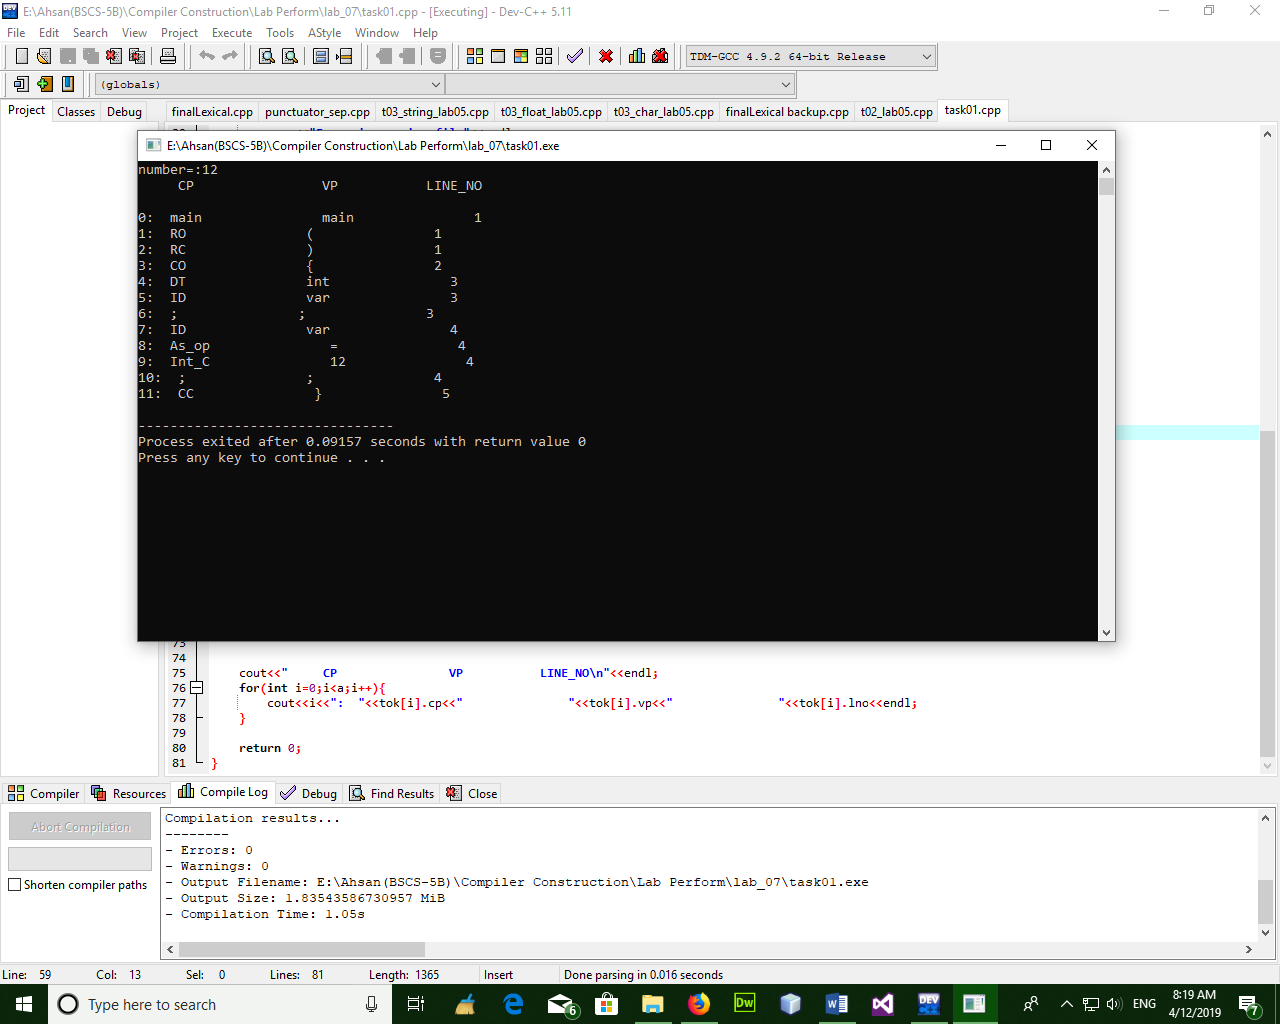 E:\Ahsan(BSCS-5B)\Compiler Construction\Lab Perform\lab_07\task01.cpp - [Executing] - Dev-C++ 5.11
File Edit Search View Project Execute Tools AStyle Window Help
TDM-GCC 4.9.2 64-bit Release
(globals)
Project Classes Debug
finalLexical.cpp punctuator_sep.cpp t03_string_lab05.cpp t03_float_lab05.cpp t03_char_lab05.cpp finalLexical backup.cpp t02_lab05.cpp task01.cpp
E:\Ahsan(BSCS-5B)\Compiler Construction\Lab Perform\lab_07\task01.exe
number=:12
CP VP LINE_NO
0: main main 1
1: RO ( 1
2: RC ) 1
3: CO { 2
4: DT int 3
5: ID var 3
6: ; ; 3
7: ID var 4
8: As_op = 4
9: Int_C 12 4
10: ; ; 4
11: CC } 5
--------------------------------
Process exited after 0.09157 seconds with return value 0
Press any key to continue . . .
73
74
75 cout<<" CP VP LINE_NO\n"<<endl;
76 for(int i=0;i<a;i++){
77 cout<<i<<": "<<tok[i].cp<<" "<<tok[i].vp<<" "<<tok[i].lno<<endl;
78 }
79
80 return 0;
81 }
Compiler Resources Compile Log Debug Find Results Close
Abort Compilation
Shorten compiler paths
Compilation results...
--------
- Errors: 0
- Warnings: 0
- Output Filename: E:\Ahsan(BSCS-5B)\Compiler Construction\Lab Perform\lab_07\task01.exe
- Output Size: 1.83543586730957 MiB
- Compilation Time: 1.05s
Line: 59 Col: 13 Sel: 0 Lines: 81 Length: 1365 Insert Done parsing in 0.016 seconds
Type here to search
6
Dw
DEV
ENG
8:19 AM
4/12/2019
7